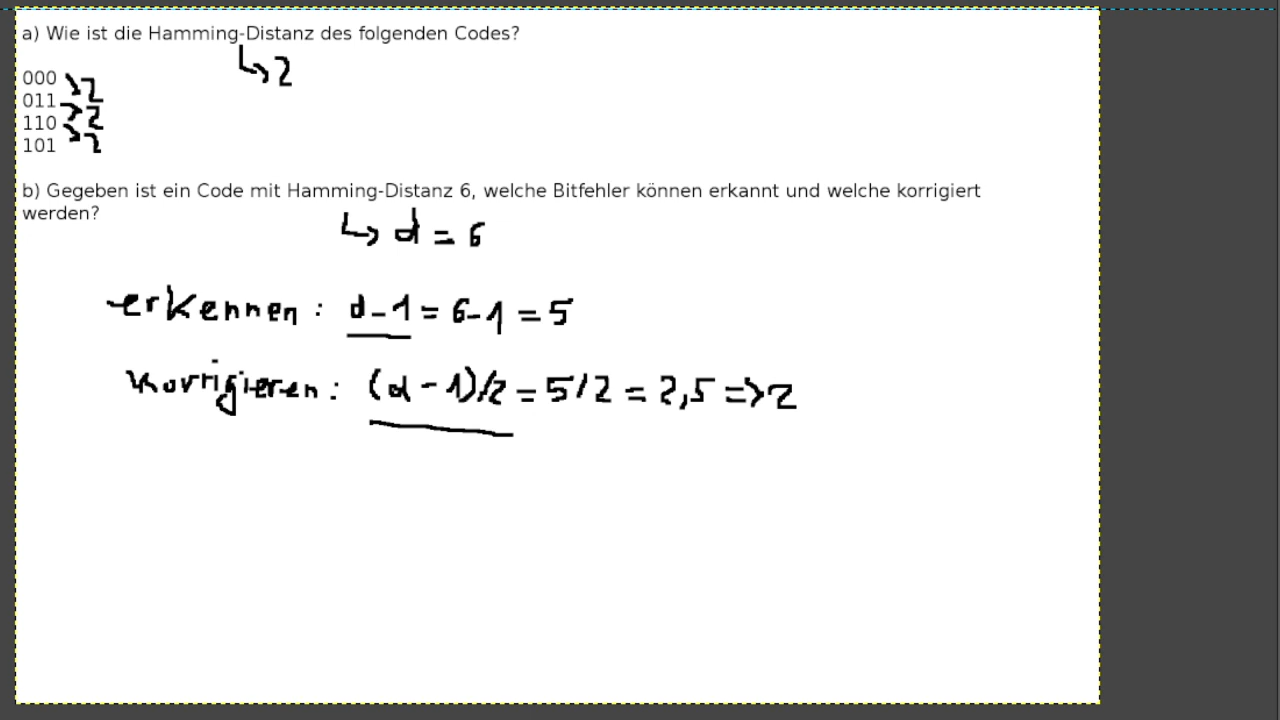 a) Wie ist die Hamming-Distanz des folgenden Codes?
↳ 2
000 > 2
011 > 2
110 > 2
101
b) Gegeben ist ein Code mit Hamming-Distanz 6, welche Bitfehler können erkannt und welche korrigiert
werden?
↳ d = 6
erkennen : d-1 = 6-1 = 5
korrigieren : (d-1)/2 = 5/2 = 2,5 => 2